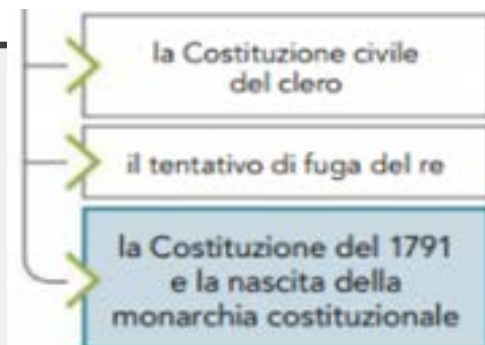 la Costituzione civile
del clero
il tentativo di fuga del re
la Costituzione del 1791
e la nascita della
monarchia costituzionale